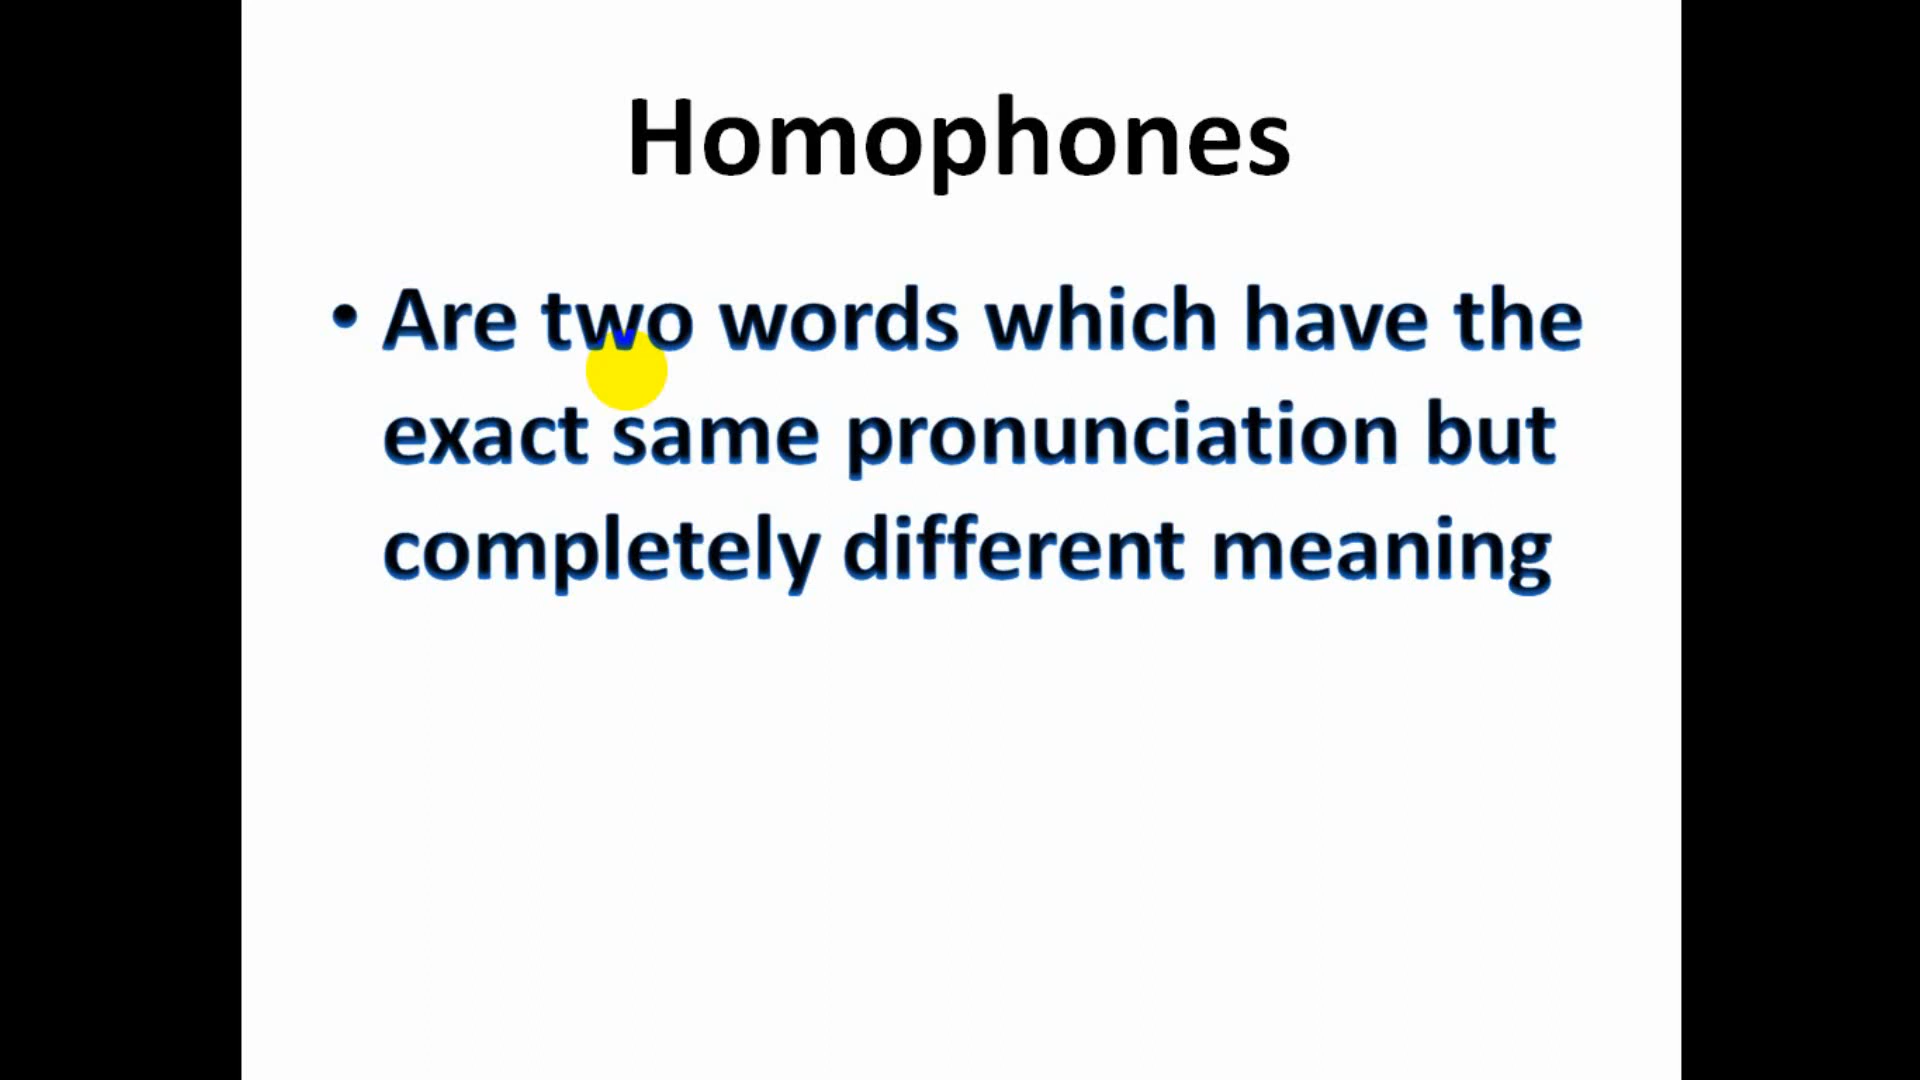 Homophones
• Are two words which have the
exact same pronunciation but
completely different meaning